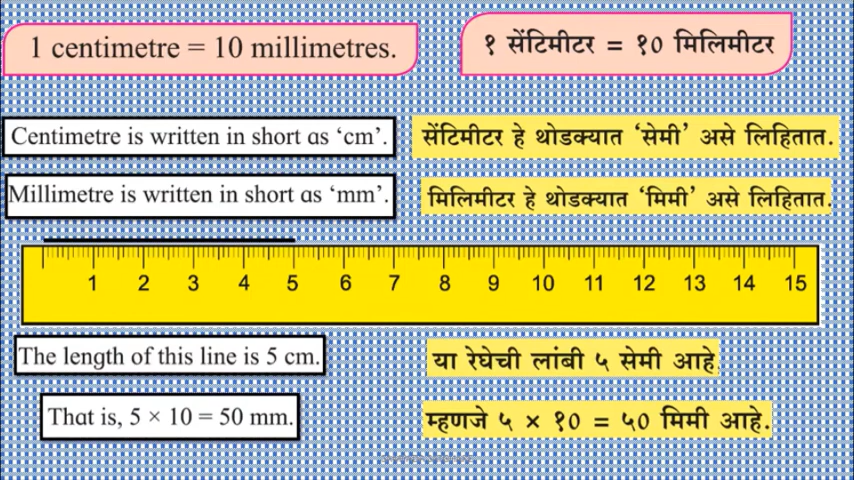 1 centimetre = 10 millimetres.
१ सेंटिमीटर = १० मिलिमीटर
Centimetre is written in short as ‘cm’.
सेंटिमीटर हे थोडक्यात ‘सेमी’ असे लिहितात.
Millimetre is written in short as ‘mm’.
मिलिमीटर हे थोडक्यात ‘मिमी’ असे लिहितात.
1 2 3 4 5 6 7 8 9 10 11 12 13 14 15
The length of this line is 5 cm.
या रेघेची लांबी ५ सेमी आहे
That is, 5 × 10 = 50 mm.
म्हणजे ५ × १० = ५० मिमी आहे.